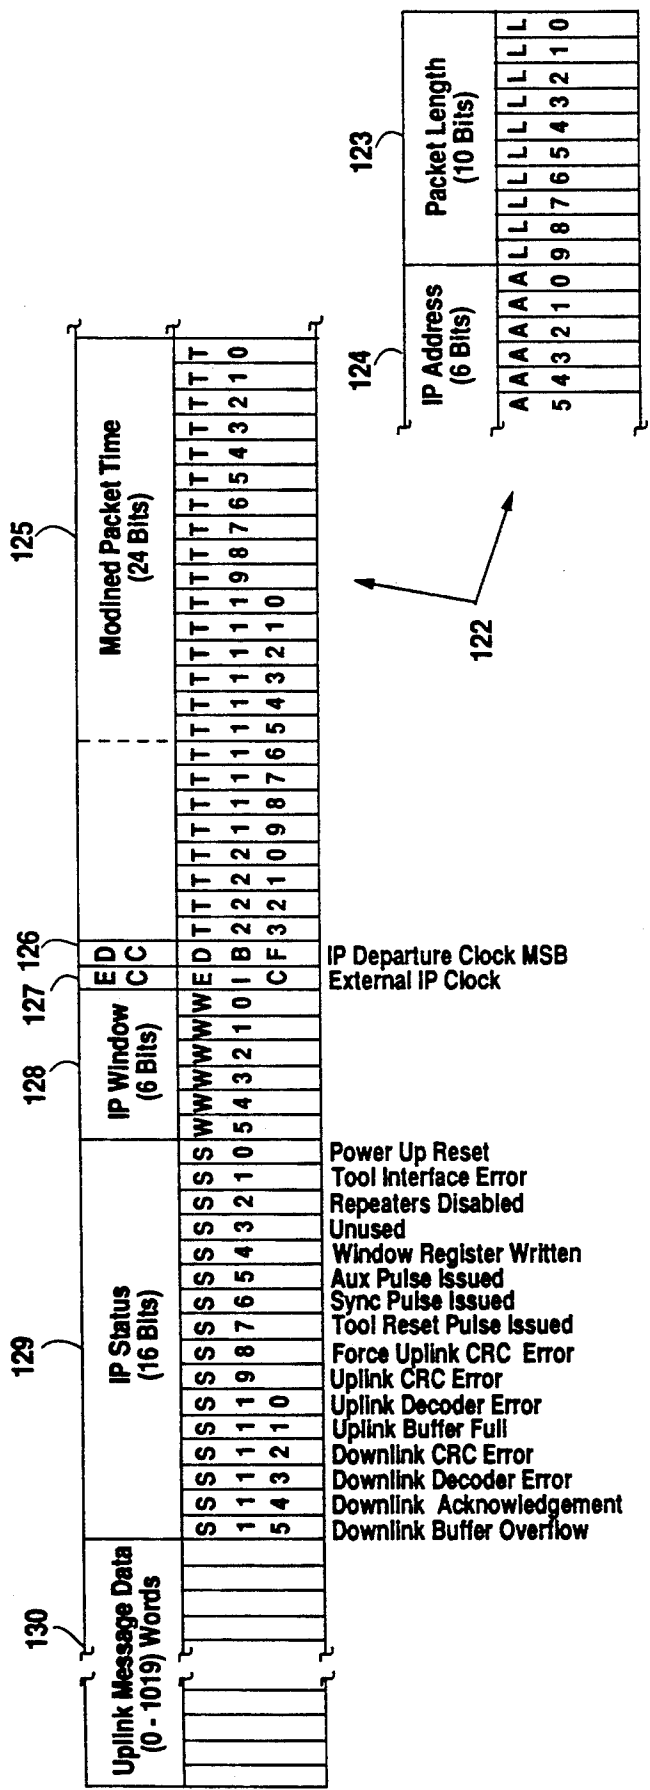 130
129
128
127
126
125
Uplink Message Data
(0 - 1019) Words
IP Status
(16 Bits)
IP Window
(6 Bits)
E D
C C
Modined Packet Time
(24 Bits)
S S S S S S S S S S S S S S S S W W W W W W E D T T T T T T T T T T T T T T T T T T T T T T T T
1 1 1 1 1 1 9 8 7 6 5 4 3 2 1 0 5 4 3 2 1 0 I B 2 2 2 2 1 1 1 1 1 1 1 1 1 1 9 8 7 6 5 4 3 2 1 0
5 4 3 2 1 0 C F 3 2 1 0 9 8 7 6 5 4 3 2 1 0
IP Departure Clock MSB
External IP Clock
Power Up Reset
Tool Interface Error
Repeaters Disabled
Unused
Window Register Written
Aux Pulse Issued
Sync Pulse Issued
Tool Reset Pulse Issued
Force Uplink CRC Error
Uplink CRC Error
Uplink Decoder Error
Uplink Buffer Full
Downlink CRC Error
Downlink Decoder Error
Downlink Acknowledgement
Downlink Buffer Overflow
122
124
123
IP Address
(6 Bits)
Packet Length
(10 Bits)
A A A A A A L L L L L L L L L L
5 4 3 2 1 0 9 8 7 6 5 4 3 2 1 0